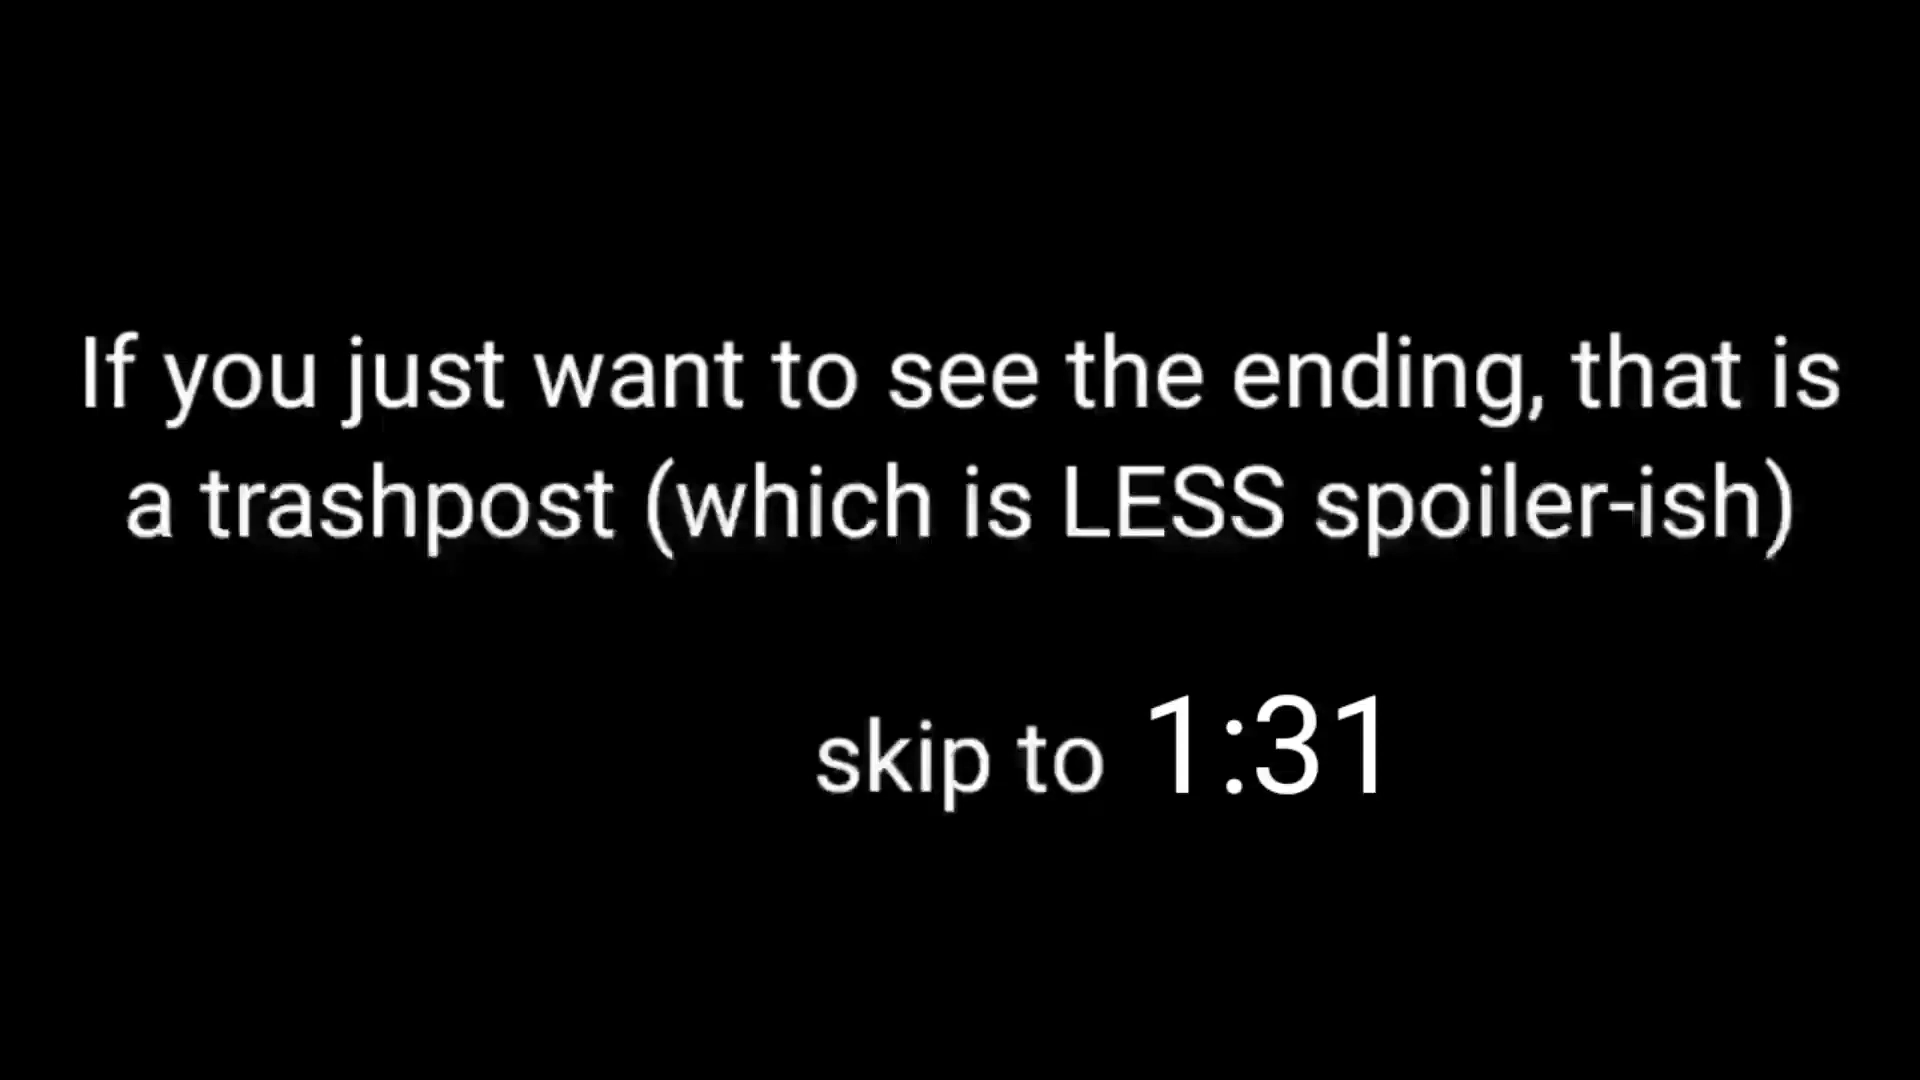 If you just want to see the ending, that is
a trashpost (which is LESS spoiler-ish)
skip to 1:31